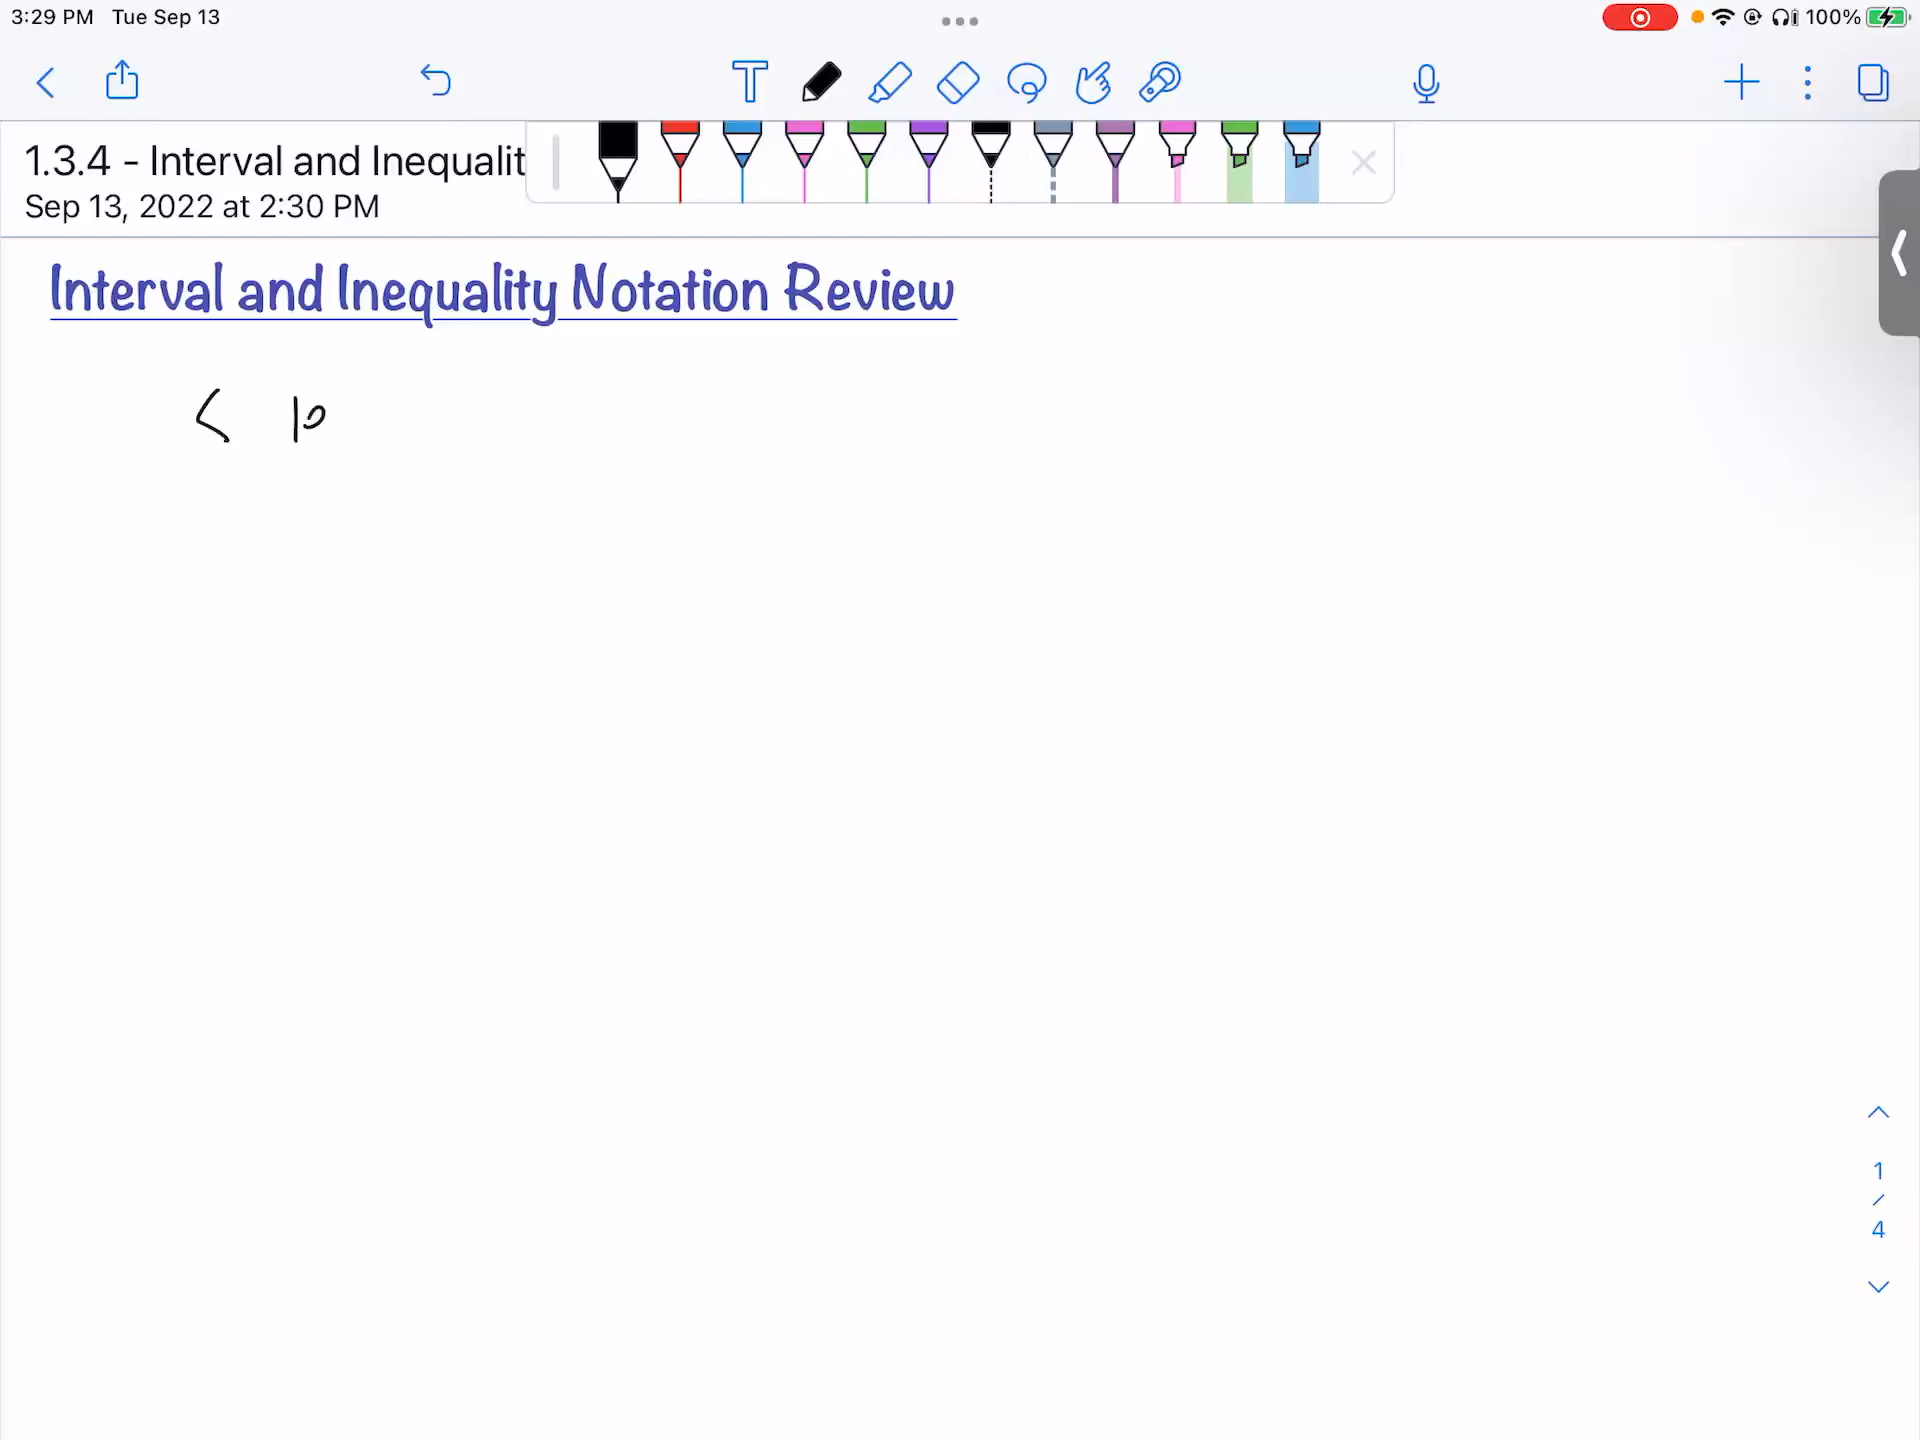 3:29 PM Tue Sep 13
100%
1.3.4 - Interval and Inequalit
Sep 13, 2022 at 2:30 PM
Interval and Inequality Notation Review
<
1
/
4